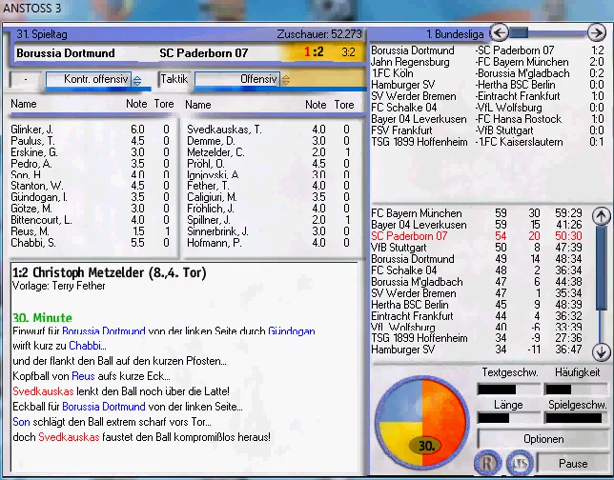 ANSTOSS 3
31. Spieltag Zuschauer: 52.273
Borussia Dortmund SC Paderborn 07 1:2 3:2
- Kontr. offensiv Taktik Offensiv
Name Note Tore Name Note Tore
Glinker, J. 6.0 0 Svedkauskas, T. 4.0 0
Paulus, T. 4.5 0 Demme, D. 3.0 0
Erskine, G. 3.0 0 Metzelder, C. 2.0 1
Pedro, A. 3.5 0 Pröhl, O. 4.5 0
Son, H. 4.0 0 Ignjovski, A. 3.0 0
Stanton, W. 4.5 0 Fether, T. 4.0 0
Gündogan, I. 3.5 0 Caligiuri, M. 3.5 0
Götze, M. 3.0 0 Fröhlich, J. 4.0 0
Bittencourt, L. 4.0 0 Spillner, J. 2.0 1
Reus, M. 1.5 1 Sinnerbrink, J. 3.0 0
Chabbi, S. 5.5 0 Hofmann, P. 4.0 0
1:2 Christoph Metzelder (8.,4. Tor)
Vorlage: Terry Fether
30. Minute
Einwurf für Borussia Dortmund von der linken Seite durch Gündogan
wirft kurz zu Chabbi...
und der flankt den Ball auf den kurzen Pfosten...
Kopfball von Reus aufs kurze Eck...
Svedkauskas lenkt den Ball noch über die Latte!
Eckball für Borussia Dortmund von der linken Seite...
Son schlägt den Ball extrem scharf vors Tor...
doch Svedkauskas faustet den Ball kompromißlos heraus!
1. Bundesliga
Borussia Dortmund -SC Paderborn 07 1:2
Jahn Regensburg -FC Bayern München 2:0
1.FC Köln -Borussia M'gladbach 0:2
Hamburger SV -Hertha BSC Berlin 0:0
SV Werder Bremen -Eintracht Frankfurt 1:0
FC Schalke 04 -VfL Wolfsburg 0:0
Bayer 04 Leverkusen -FC Hansa Rostock 1:0
FSV Frankfurt -VfB Stuttgart 0:0
TSG 1899 Hoffenheim -1.FC Kaiserslautern 0:1
FC Bayern München 59 30 59:29
Bayer 04 Leverkusen 59 15 41:26
SC Paderborn 07 54 20 50:30
VfB Stuttgart 50 8 47:39
Borussia Dortmund 49 14 48:34
FC Schalke 04 48 2 36:34
Borussia M'gladbach 47 6 44:38
SV Werder Bremen 47 1 35:34
Hertha BSC Berlin 45 9 48:39
Eintracht Frankfurt 44 4 36:32
VfL Wolfsburg 40 -6 33:39
TSG 1899 Hoffenheim 34 -9 27:36
Hamburger SV 34 -11 36:47
Textgeschw. Häufigkeit
Länge Spielgeschw.
30.
Optionen
R LTS Pause